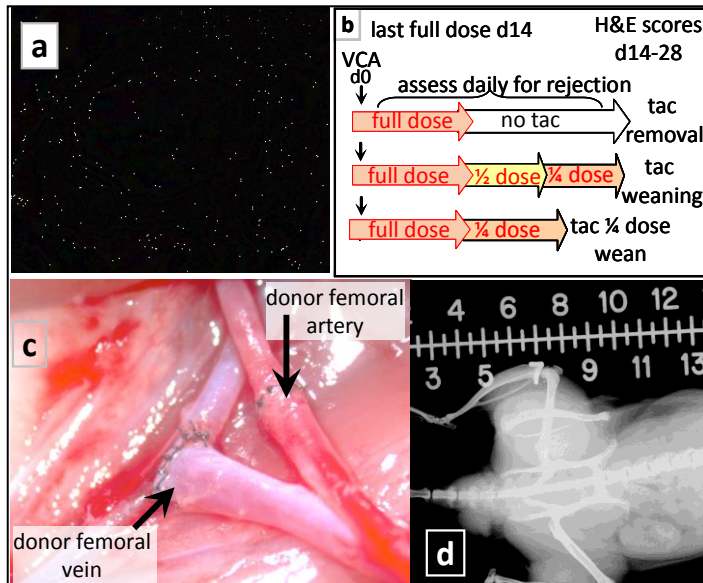 a
b
last full dose d14
H&E scores
d14-28
VCA
d0
assess daily for rejection
full dose
no tac
tac
removal
full dose
½ dose
¼ dose
tac
weaning
full dose
¼ dose
tac ¼ dose
wean
c
donor femoral
artery
donor femoral
vein
4 6 8 10 12
3 5 7 9 11 13
d